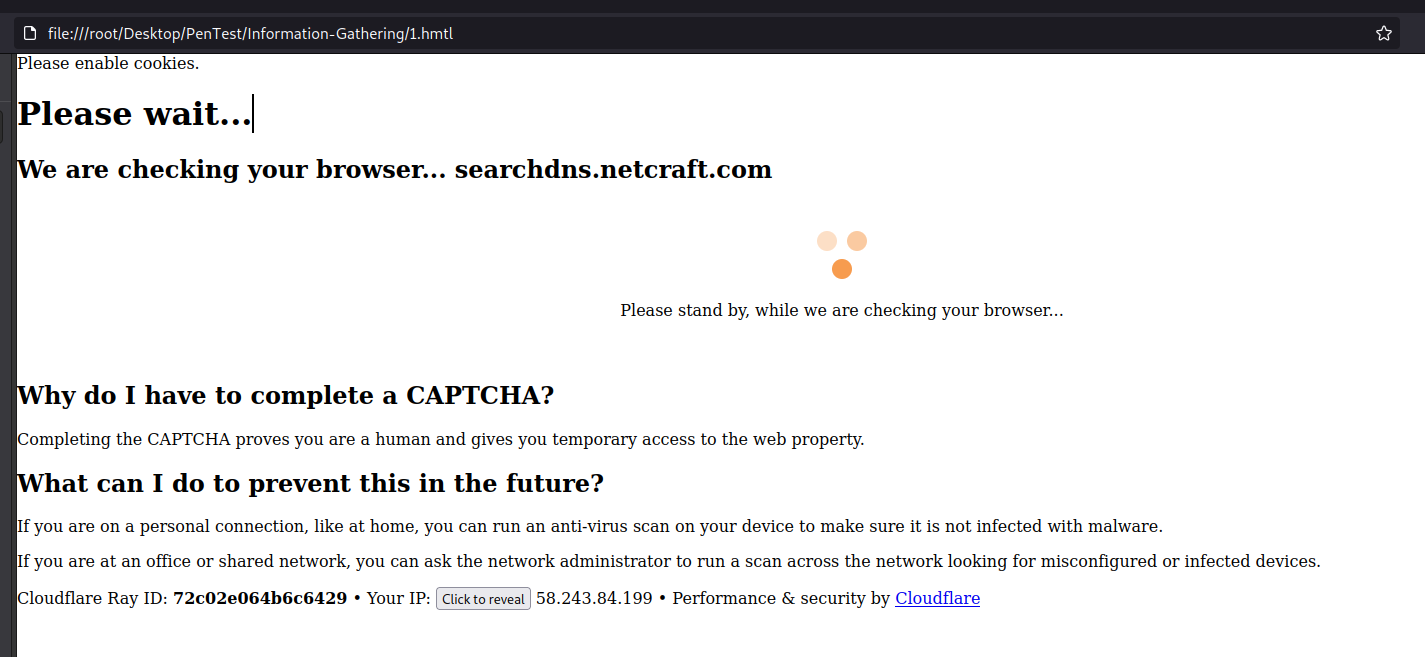 file:///root/Desktop/PenTest/Information-Gathering/1.hmtl
Please enable cookies.
Please wait...
We are checking your browser... searchdns.netcraft.com
Please stand by, while we are checking your browser...
Why do I have to complete a CAPTCHA?
Completing the CAPTCHA proves you are a human and gives you temporary access to the web property.
What can I do to prevent this in the future?
If you are on a personal connection, like at home, you can run an anti-virus scan on your device to make sure it is not infected with malware.
If you are at an office or shared network, you can ask the network administrator to run a scan across the network looking for misconfigured or infected devices.
Cloudflare Ray ID: 72c02e064b6c6429 • Your IP: Click to reveal 58.243.84.199 • Performance & security by Cloudflare